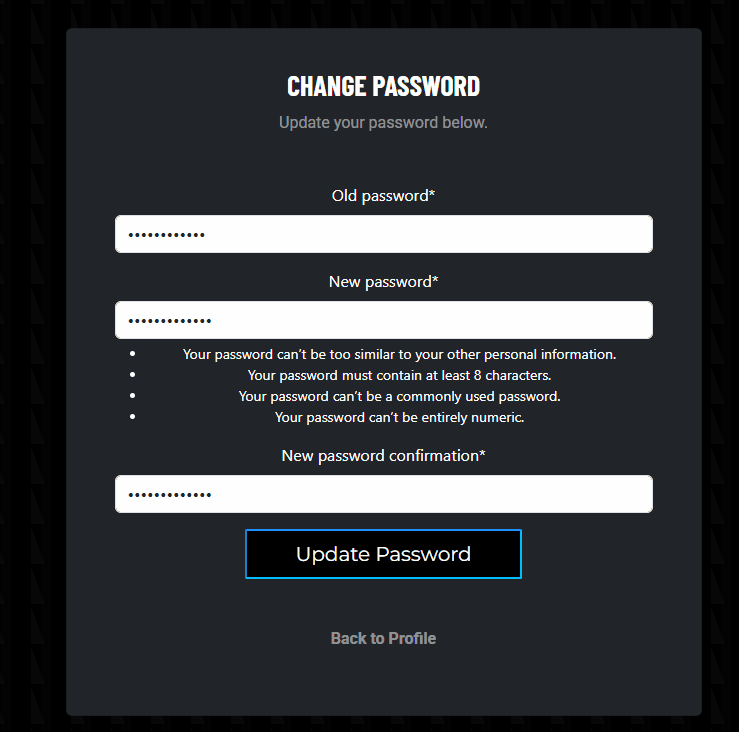 CHANGE PASSWORD
Update your password below.
Old password*
••••••••••••
New password*
•••••••••••••
• Your password can’t be too similar to your other personal information.
• Your password must contain at least 8 characters.
• Your password can’t be a commonly used password.
• Your password can’t be entirely numeric.
New password confirmation*
•••••••••••••
Update Password
Back to Profile